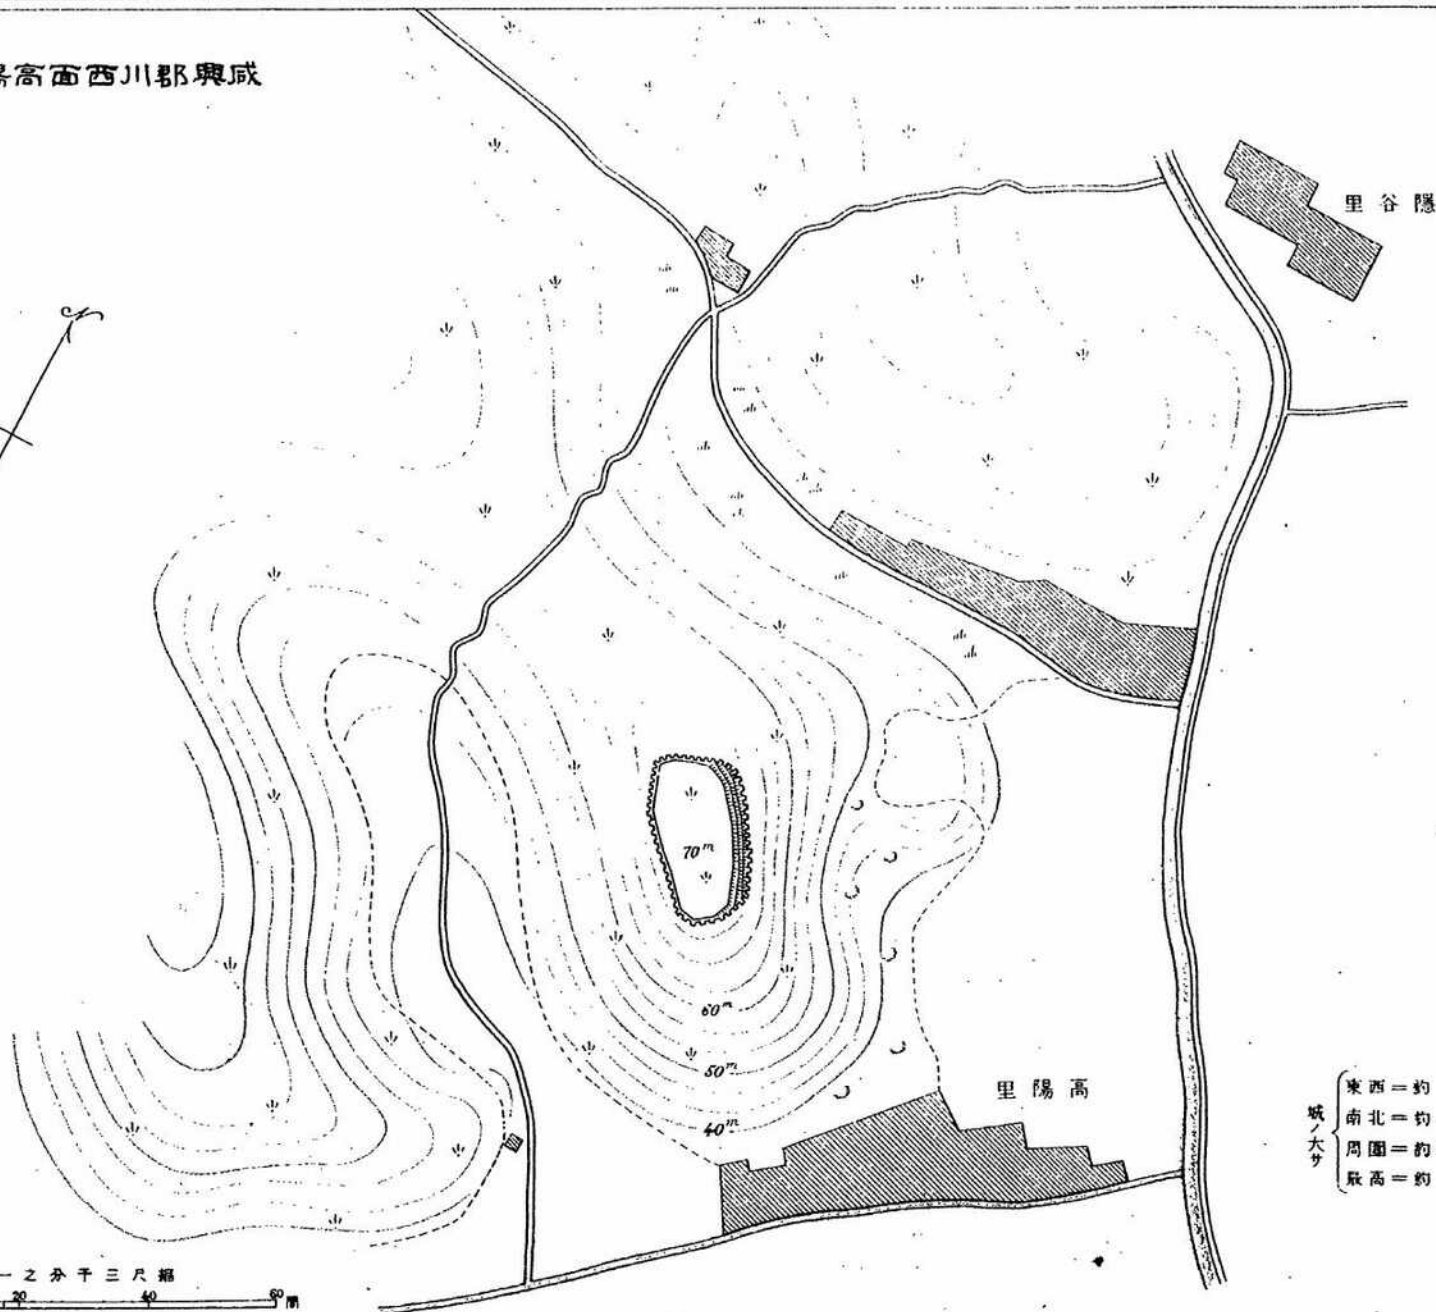 咸興郡川西面高陽
隱谷里
70m
60m
50m
40m
高陽里
城ノ大サ
東西=約
南北=約
周圍=約
最高=約
縮尺三千分之一
20 40 60 間